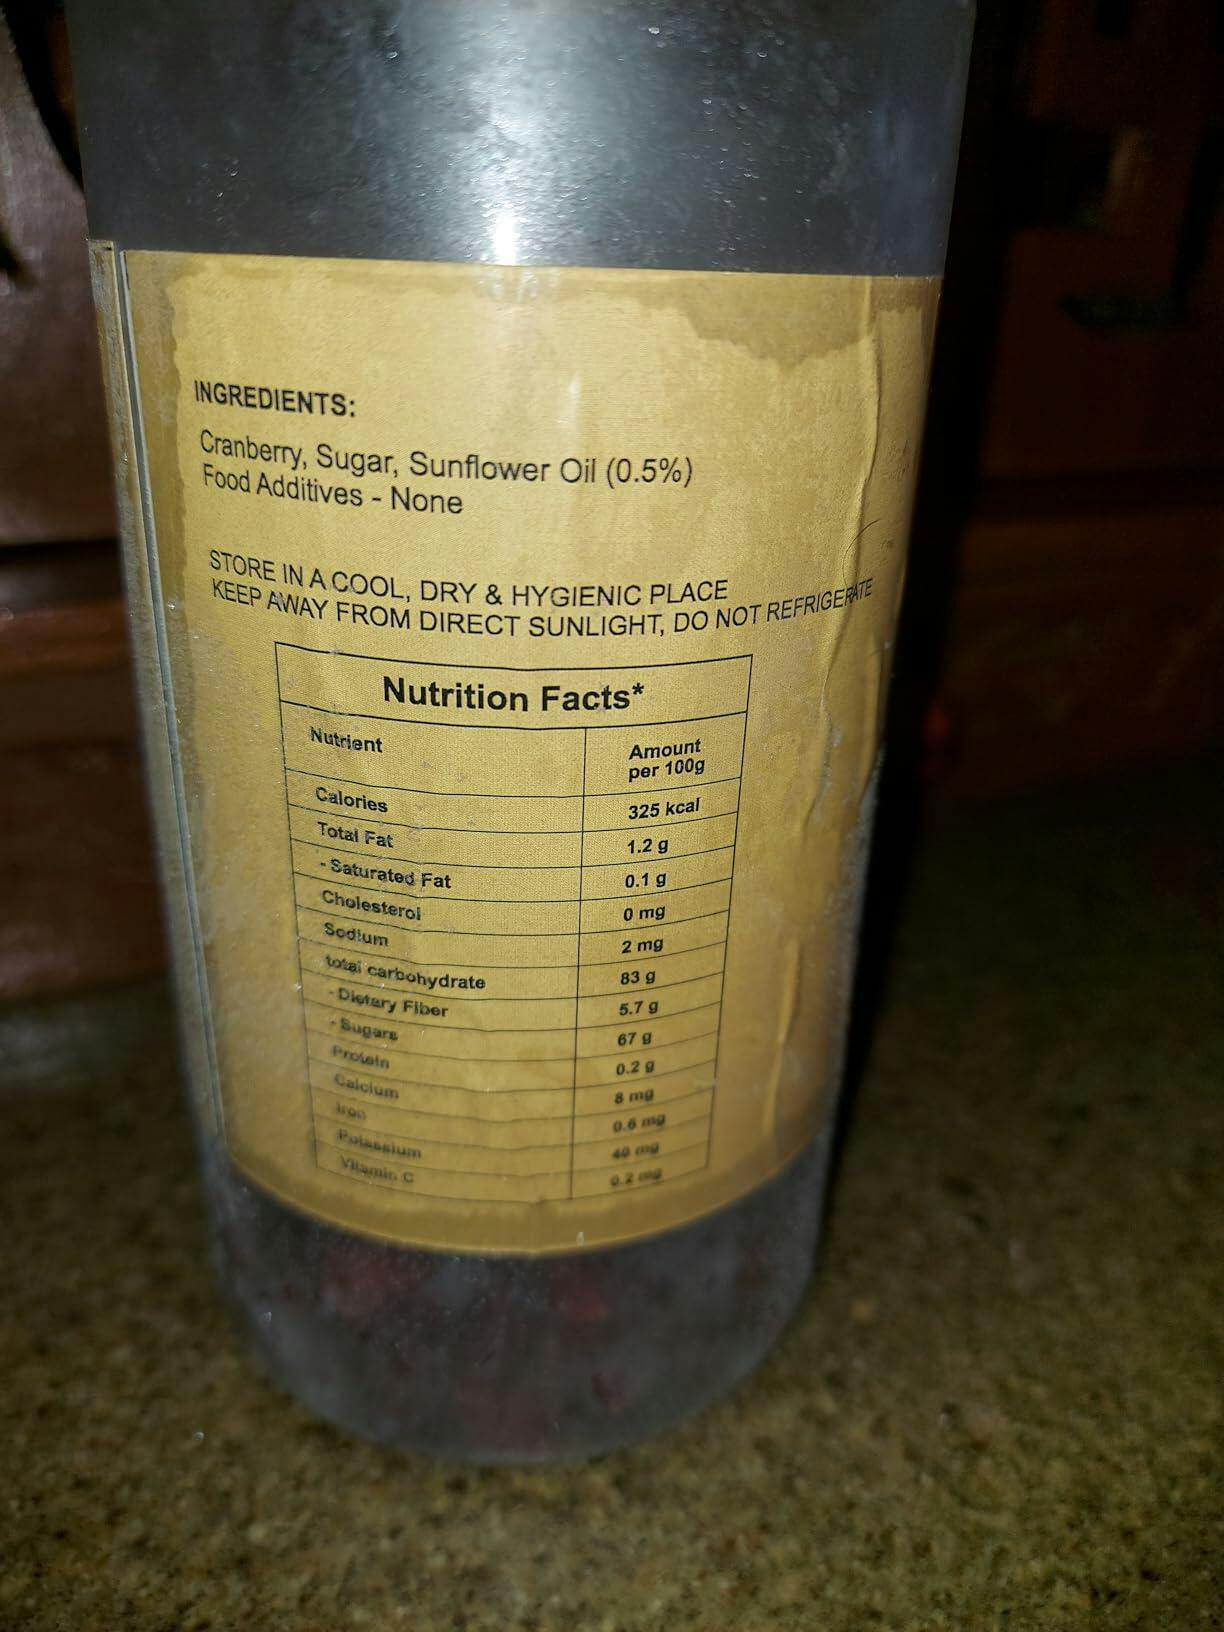 INGREDIENTS:
Cranberry, Sugar, Sunflower Oil (0.5%)
Food Additives - None
STORE IN A COOL, DRY & HYGIENIC PLACE
KEEP AWAY FROM DIRECT SUNLIGHT, DO NOT REFRIGERATE
Nutrition Facts*
Nutrient Amount per 100g
Calories 325 kcal
Total Fat 1.2 g
- Saturated Fat 0.1 g
Cholesterol 0 mg
Sodium 2 mg
total carbohydrate 83 g
- Dietary Fiber 5.7 g
- Sugars 67 g
Protein 0.2 g
Calcium 8 mg
Iron 0.6 mg
Potassium 40 mg
Vitamin C 0.2 mg